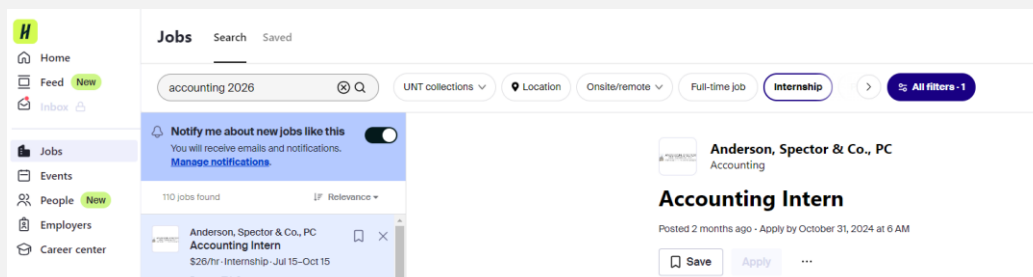 H
Home
Feed New
Inbox
Jobs
Events
People New
Employers
Career center
Jobs Search Saved
accounting 2026
UNT collections Location Onsite/remote Full-time job Internship All filters · 1
Notify me about new jobs like this
You will receive emails and notifications.
Manage notifications.
110 jobs found Relevance
Anderson, Spector & Co., PC
Accounting Intern
$26/hr · Internship · Jul 15–Oct 15
Anderson, Spector & Co., PC
Accounting
Accounting Intern
Posted 2 months ago · Apply by October 31, 2024 at 6 AM
Save Apply ...